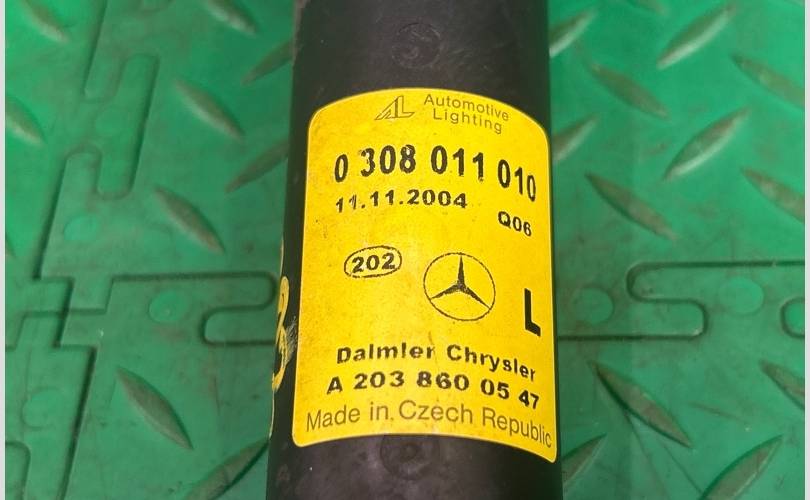 AL Automotive
Lighting
0 308 011 010
11.11.2004
Q06
202
L
Daimler Chrysler
A 203 860 05 47
Made in Czech Republic